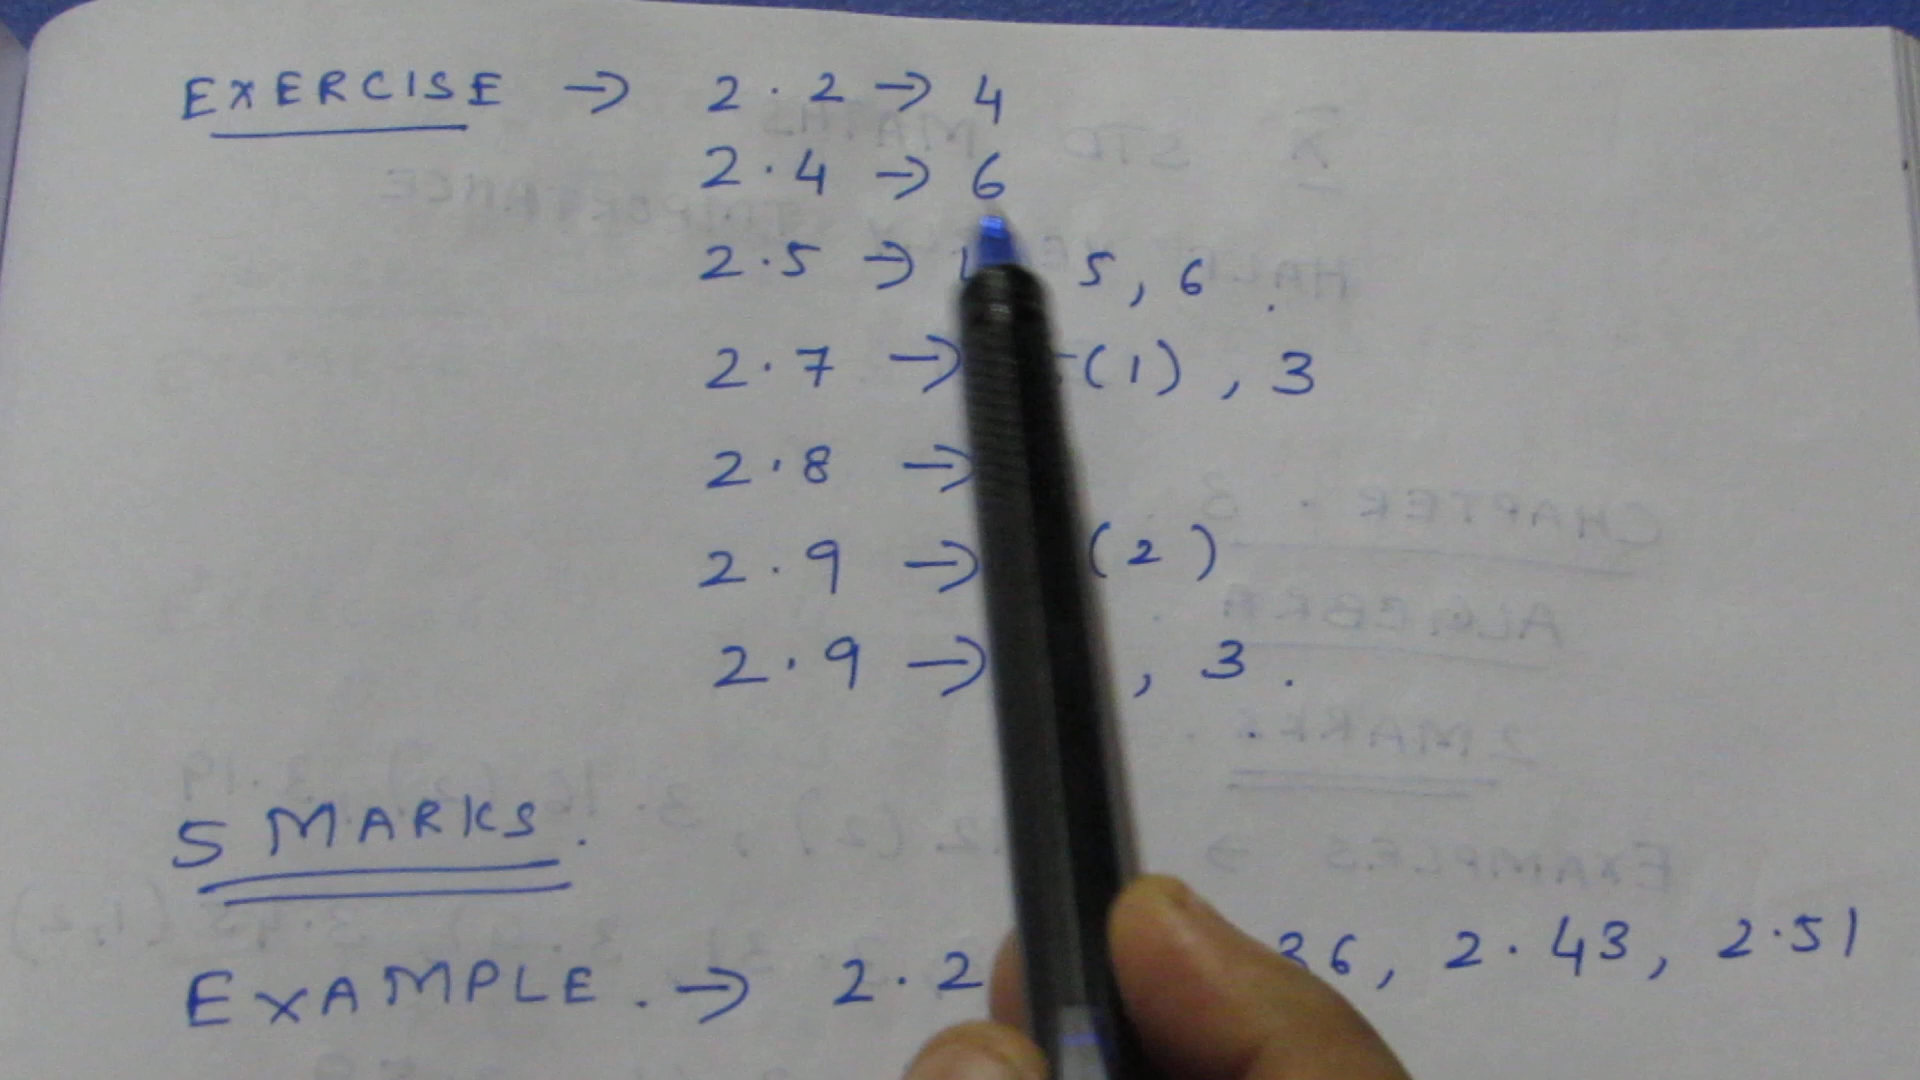 EXERCISE → 2.2 → 4
2.4 → 6
2.5 → 5, 6.
2.7 → (1), 3
2.8 →
2.9 → (2)
2.9 → , 3.
5 MARKS.
EXAMPLE. → 2.2 36, 2.43, 2.51